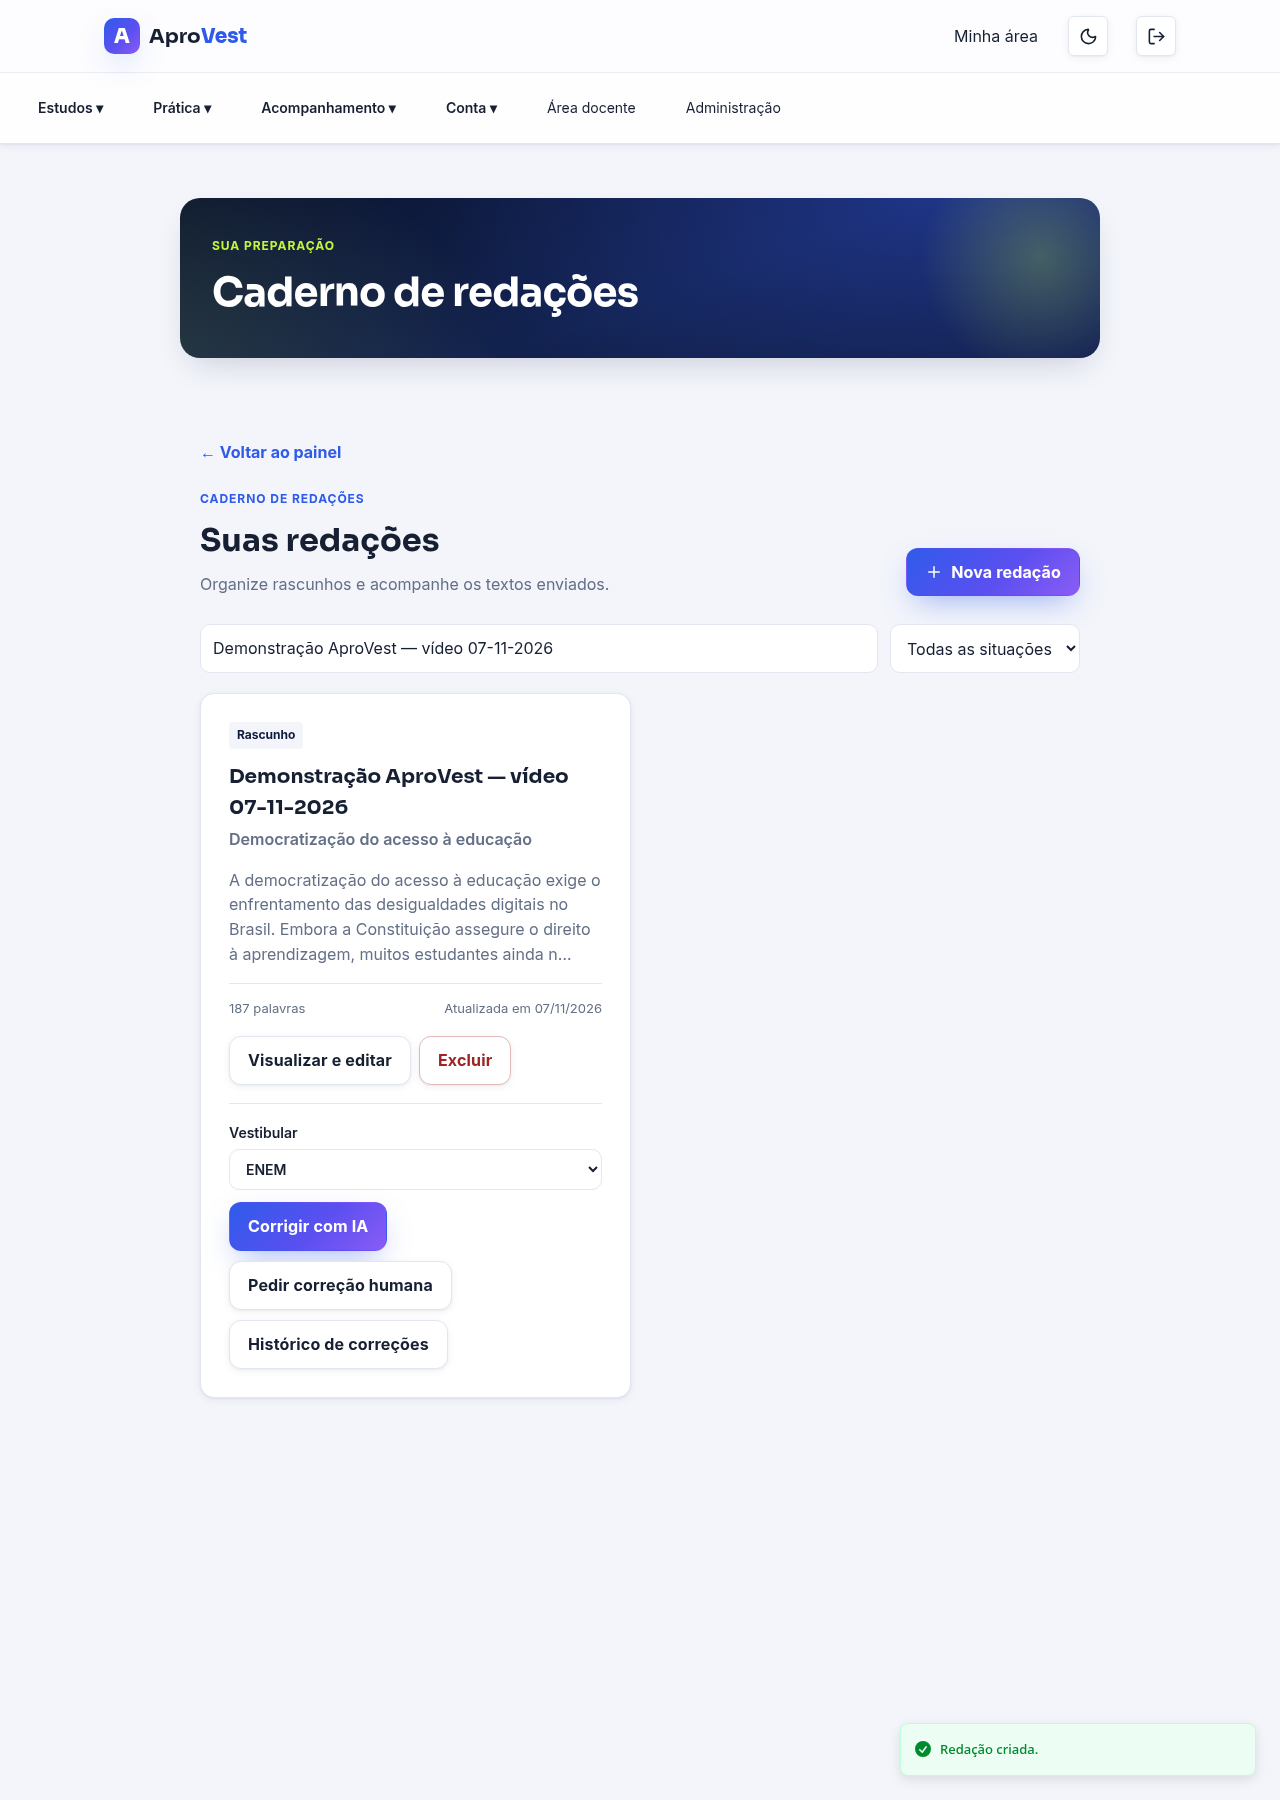 A AproVest
Minha área
Estudos ▾ Prática ▾ Acompanhamento ▾ Conta ▾ Área docente Administração
SUA PREPARAÇÃO
Caderno de redações
← Voltar ao painel
CADERNO DE REDAÇÕES
Suas redações
Organize rascunhos e acompanhe os textos enviados.
+ Nova redação
Demonstração AproVest — vídeo 07-11-2026
Todas as situações
Rascunho
Demonstração AproVest — vídeo
07-11-2026
Democratização do acesso à educação
A democratização do acesso à educação exige o
enfrentamento das desigualdades digitais no
Brasil. Embora a Constituição assegure o direito
à aprendizagem, muitos estudantes ainda n...
187 palavras
Atualizada em 07/11/2026
Visualizar e editar
Excluir
Vestibular
ENEM
Corrigir com IA
Pedir correção humana
Histórico de correções
Redação criada.